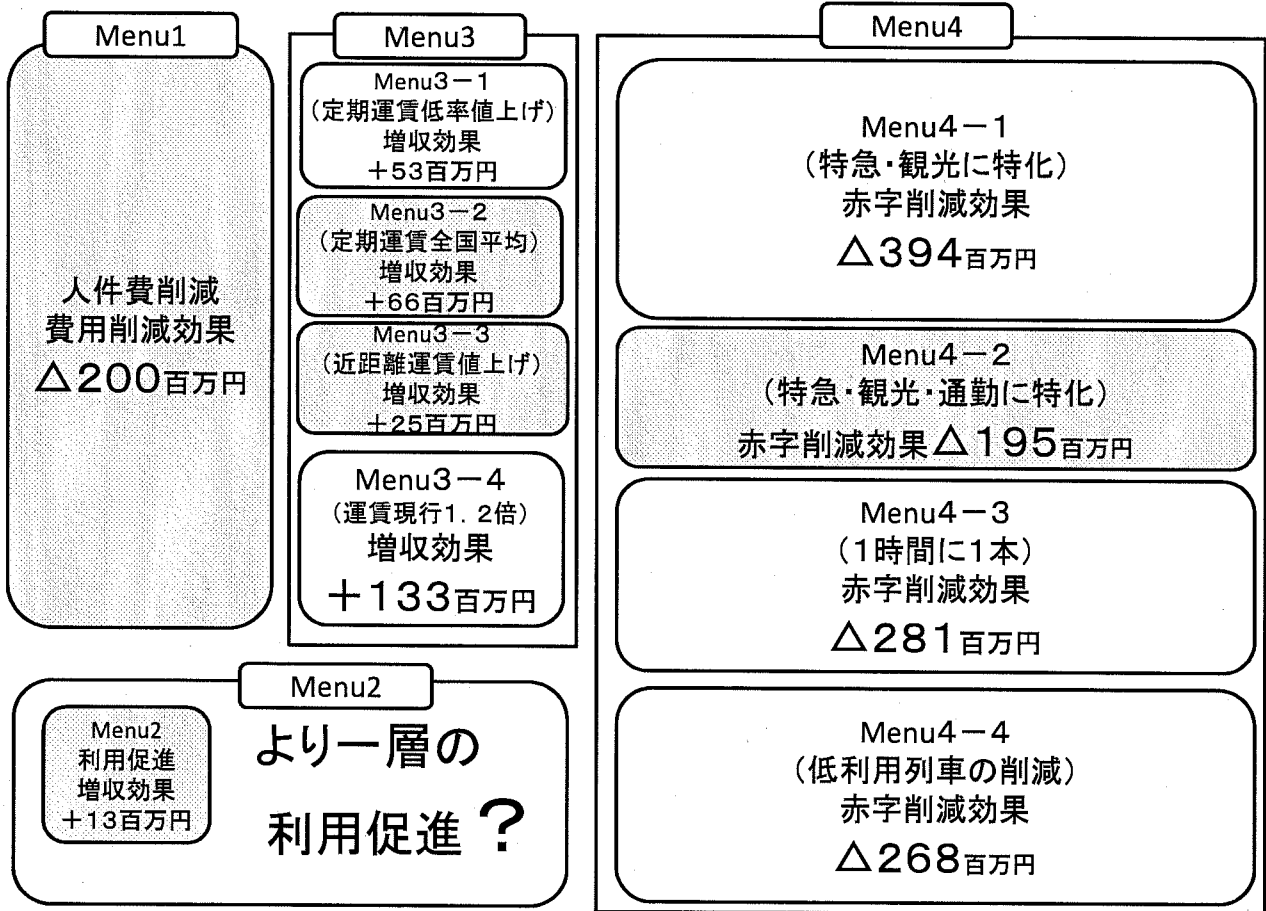 Menu1
人件費削減
費用削減効果
△200百万円
Menu3
Menu3－1
（定期運賃低率値上げ）
増収効果
＋53百万円
Menu3－2
（定期運賃全国平均）
増収効果
＋66百万円
Menu3－3
（近距離運賃値上げ）
増収効果
＋25百万円
Menu3－4
（運賃現行1．2倍）
増収効果
＋133百万円
Menu2
Menu2
利用促進
増収効果
＋13百万円
より一層の
利用促進？
Menu4
Menu4－1
（特急・観光に特化）
赤字削減効果
△394百万円
Menu4－2
（特急・観光・通勤に特化）
赤字削減効果△195百万円
Menu4－3
（1時間に1本）
赤字削減効果
△281百万円
Menu4－4
（低利用列車の削減）
赤字削減効果
△268百万円